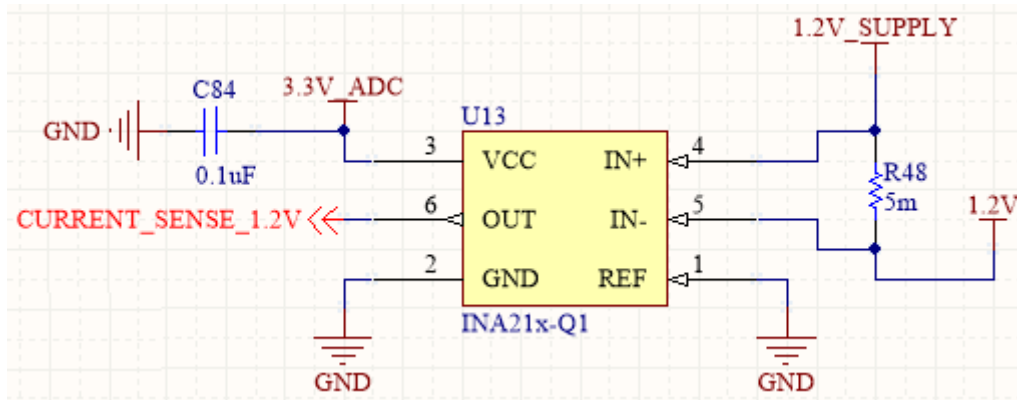 1.2V_SUPPLY
C84
3.3V_ADC
U13
GND
0.1uF
3
VCC
IN+
4
R48
5m
CURRENT_SENSE_1.2V
6
OUT
IN-
5
1.2V
2
GND
REF
1
INA21x-Q1
GND
GND